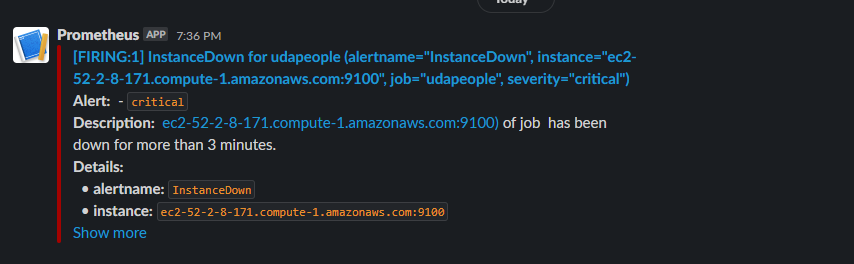 Today
Prometheus APP 7:36 PM
[FIRING:1] InstanceDown for udapeople (alertname="InstanceDown", instance="ec2-
52-2-8-171.compute-1.amazonaws.com:9100", job="udapeople", severity="critical")
Alert: - critical
Description: ec2-52-2-8-171.compute-1.amazonaws.com:9100) of job has been
down for more than 3 minutes.
Details:
• alertname: InstanceDown
• instance: ec2-52-2-8-171.compute-1.amazonaws.com:9100
Show more